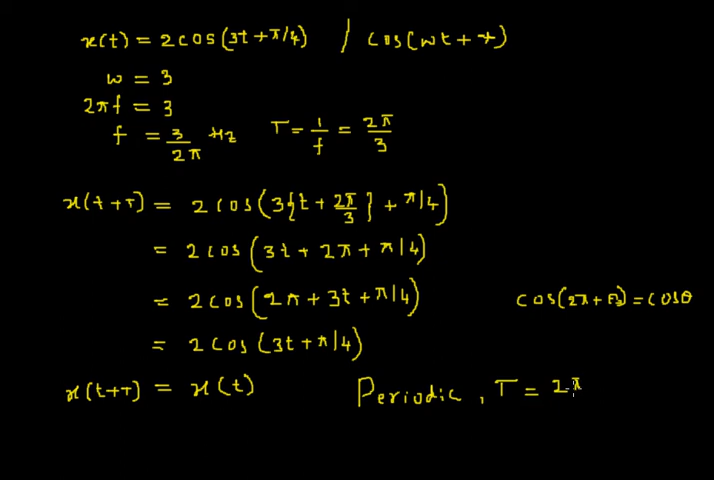 x(t) = 2cos(3t+π/4) / cos(wt + +)
w = 3
2πf = 3
f = 3/2π Hz T = 1/f = 2π/3
x(t+T) = 2cos(3{t + 2π/3} + π/4)
= 2cos(3t + 2π + π/4)
= 2cos(2π + 3t + π/4) cos(2π+θ) = cosθ
= 2cos(3t + π/4)
x(t+T) = x(t) Periodic, T = 2π